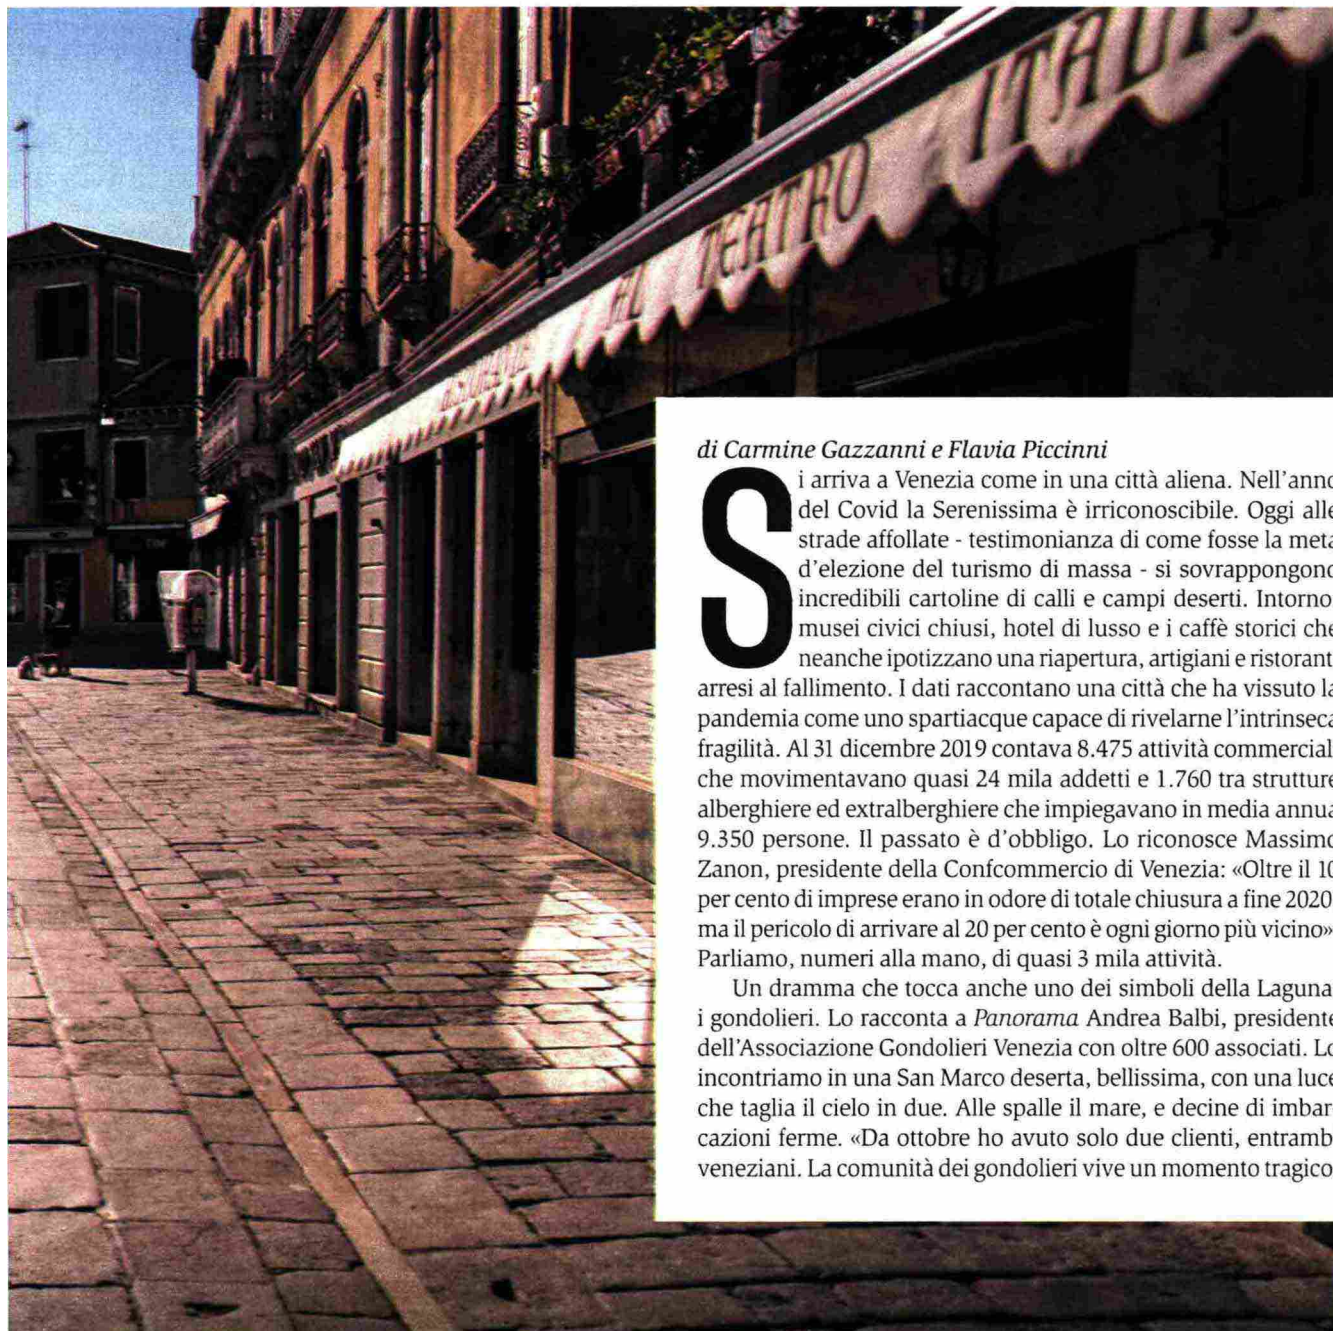 AL TEATRO
di Carmine Gazzanni e Flavia Piccinni
Si arriva a Venezia come in una città aliena. Nell'anno
del Covid la Serenissima è irriconoscibile. Oggi alle
strade affollate - testimonianza di come fosse la meta
d'elezione del turismo di massa - si sovrappongono
incredibili cartoline di calli e campi deserti. Intorno
musei civici chiusi, hotel di lusso e i caffè storici che
neanche ipotizzano una riapertura, artigiani e ristorant
arresi al fallimento. I dati raccontano una città che ha vissuto la
pandemia come uno spartiacque capace di rivelarne l'intrinseca
fragilità. Al 31 dicembre 2019 contava 8.475 attività commercial
che movimentavano quasi 24 mila addetti e 1.760 tra strutture
alberghiere ed extralberghiere che impiegavano in media annua
9.350 persone. Il passato è d'obbligo. Lo riconosce Massimo
Zanon, presidente della Confcommercio di Venezia: «Oltre il 10
per cento di imprese erano in odore di totale chiusura a fine 2020
ma il pericolo di arrivare al 20 per cento è ogni giorno più vicino»
Parliamo, numeri alla mano, di quasi 3 mila attività.
Un dramma che tocca anche uno dei simboli della Laguna
i gondolieri. Lo racconta a Panorama Andrea Balbi, presidente
dell'Associazione Gondolieri Venezia con oltre 600 associati. Lo
incontriamo in una San Marco deserta, bellissima, con una luce
che taglia il cielo in due. Alle spalle il mare, e decine di imbar
cazioni ferme. «Da ottobre ho avuto solo due clienti, entramb
veneziani. La comunità dei gondolieri vive un momento tragico